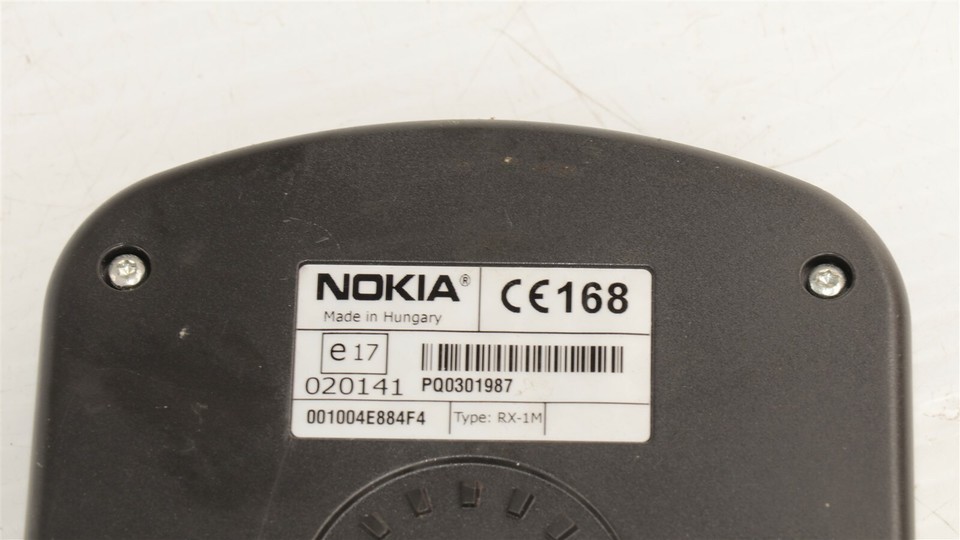 NOKIA®
Made in Hungary
CE168
e17
020141
PQ0301987
001004E884F4
Type: RX-1M